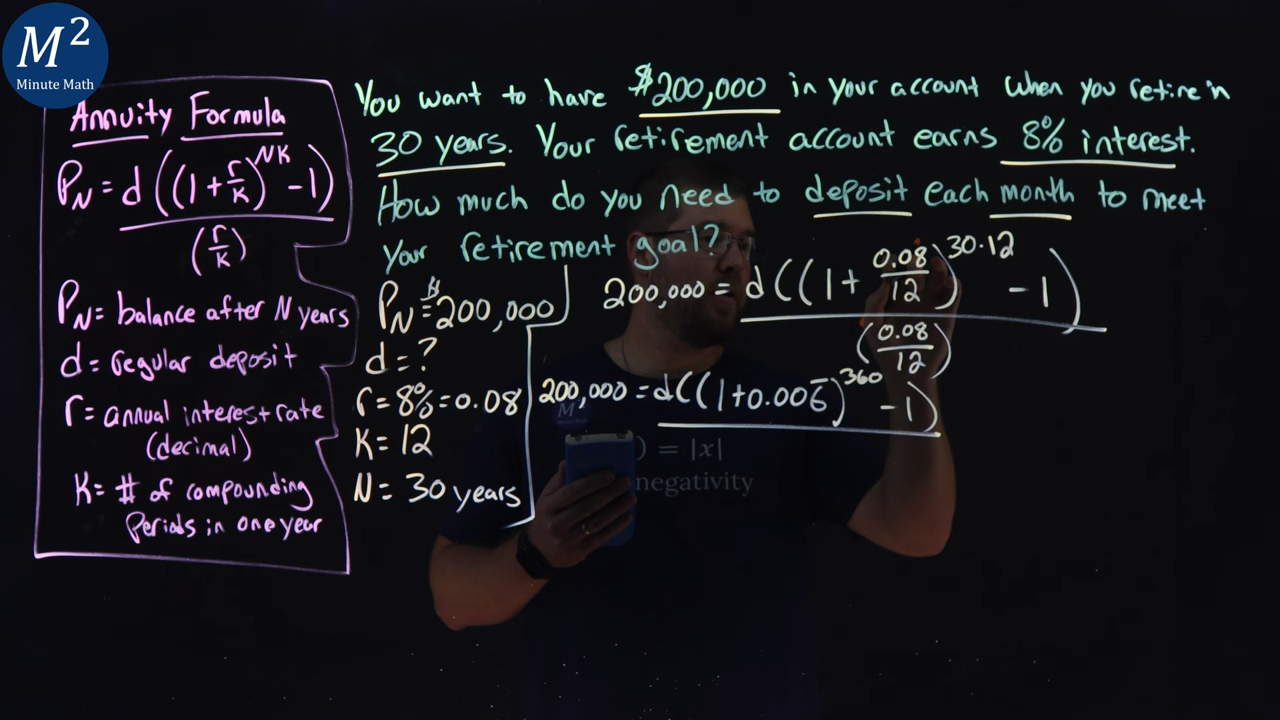 M²
Minute Math
Annuity Formula
P_N = d((1 + r/k)^NK - 1)
(r/k)
P_N = balance after N years
d = regular deposit
r = annual interest rate
(decimal)
K = # of compounding
Periods in one year
You want to have $200,000 in your account when you retire in
30 years. Your retirement account earns 8% interest.
How much do you need to deposit each month to meet
your retirement goal?
P_N = $200,000
d = ?
r = 8% = 0.08
K = 12
N = 30 years
200,000 = d((1 + 0.08/12)^30·12 - 1)
(0.08/12)
200,000 = d((1 + 0.006̅)^360 - 1)
) = |x|
negativity